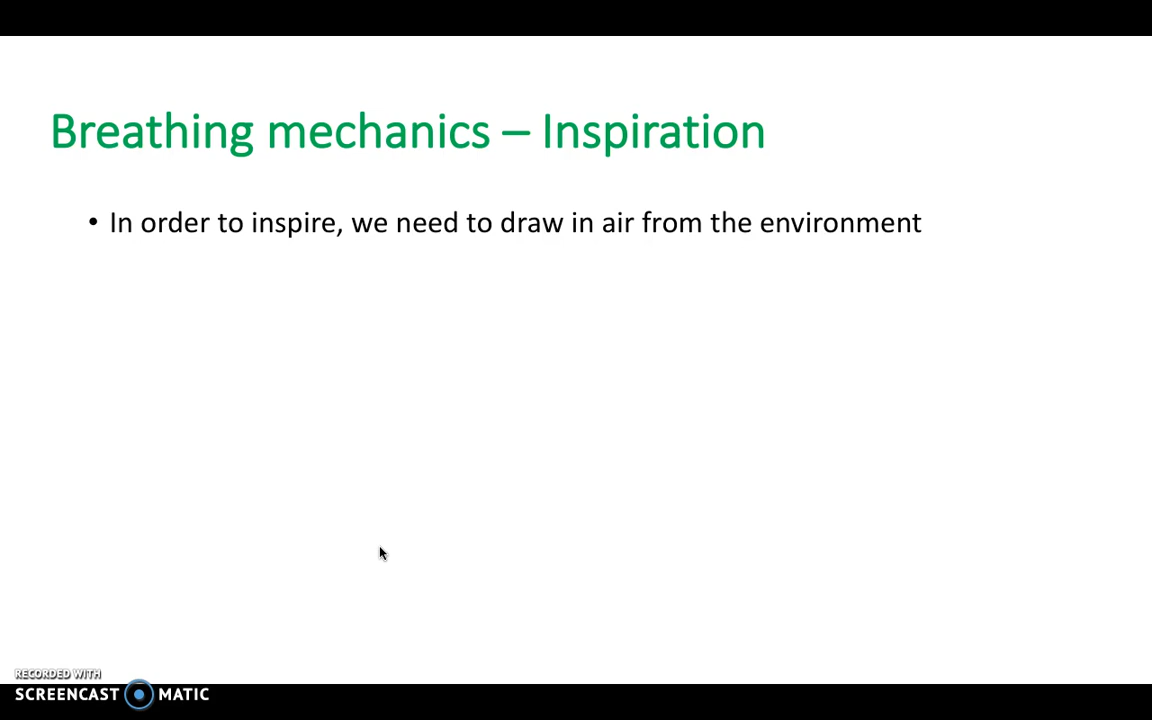 Breathing mechanics – Inspiration
• In order to inspire, we need to draw in air from the environment
RECORDED WITH
SCREENCAST MATIC